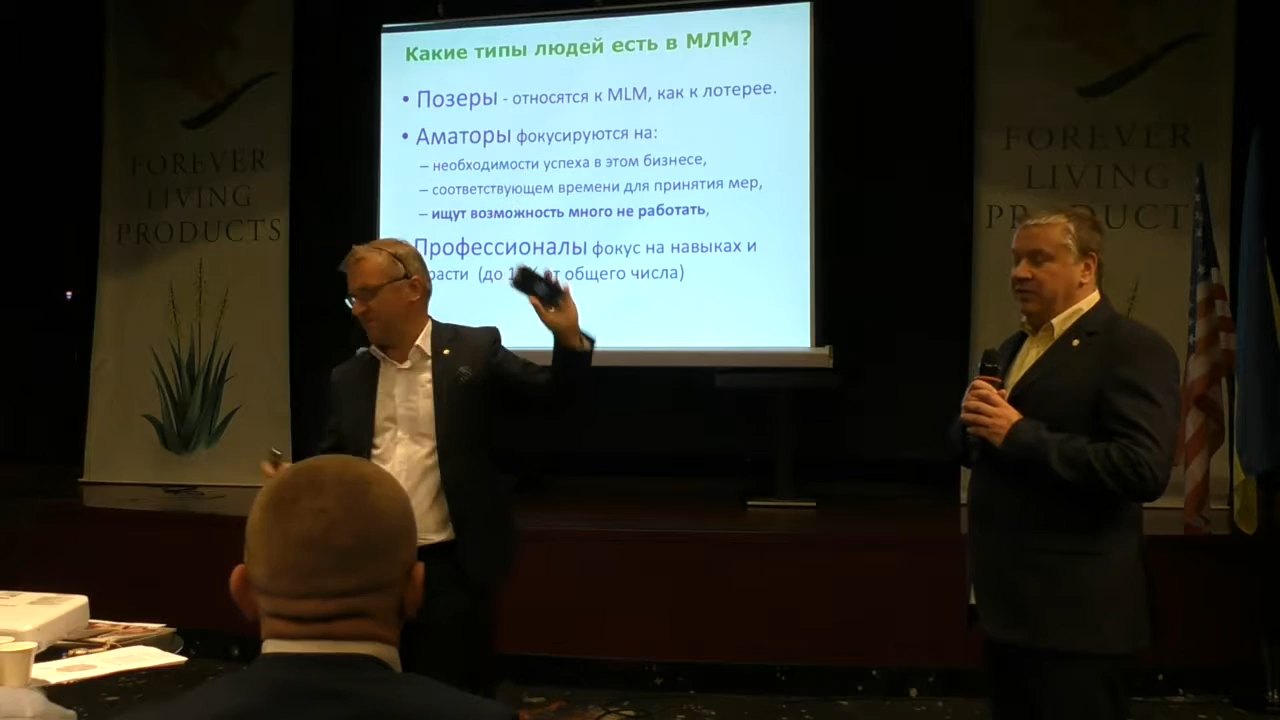 Какие типы людей есть в МЛМ?
• Позеры - относятся к MLM, как к лотерее.
• Аматоры фокусируются на:
– необходимости успеха в этом бизнесе,
– соответствующем времени для принятия мер,
– ищут возможность много не работать,
Профессионалы фокус на навыках и
(до от общего числа)
FOREVER
LIVING
PRODUCTS
FOREVER
LIVING